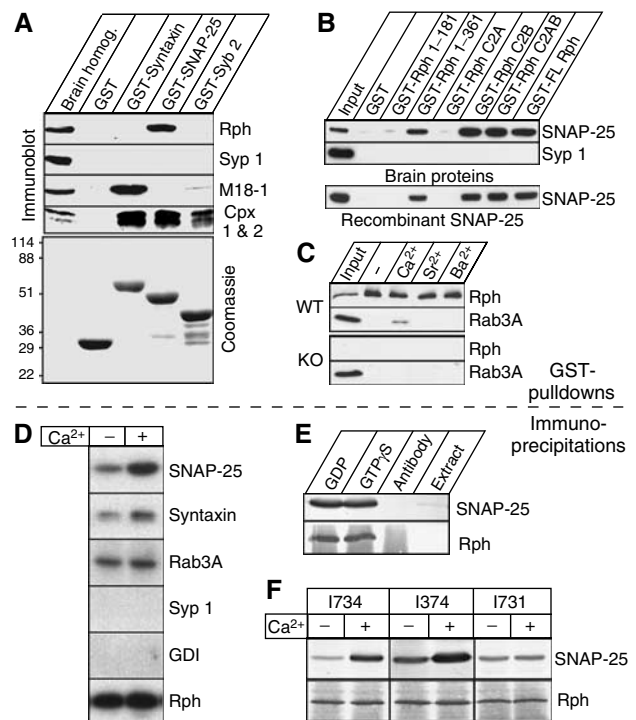 A
Brain homog.
GST
GST-Syntaxin
GST-SNAP-25
GST-Syb 2
Immunoblot
Rph
Syp 1
M18-1
Cpx
1 & 2
114
88
51
36
29
22
Coomassie
B
Input
GST
GST-Rph 1–181
GST-Rph 1–361
GST-Rph C2A
GST-Rph C2B
GST-Rph C2AB
GST-FL Rph
SNAP-25
Syp 1
Brain proteins
SNAP-25
Recombinant SNAP-25
C
Input
-
Ca2+
Sr2+
Ba2+
WT
Rph
Rab3A
KO
Rph
Rab3A
GST-
pulldowns
Immuno-
precipitations
D
Ca2+ – +
SNAP-25
Syntaxin
Rab3A
Syp 1
GDI
Rph
E
GDP
GTPγS
Antibody
Extract
SNAP-25
Rph
F
I734 I374 I731
Ca2+ – + – + – +
SNAP-25
Rph